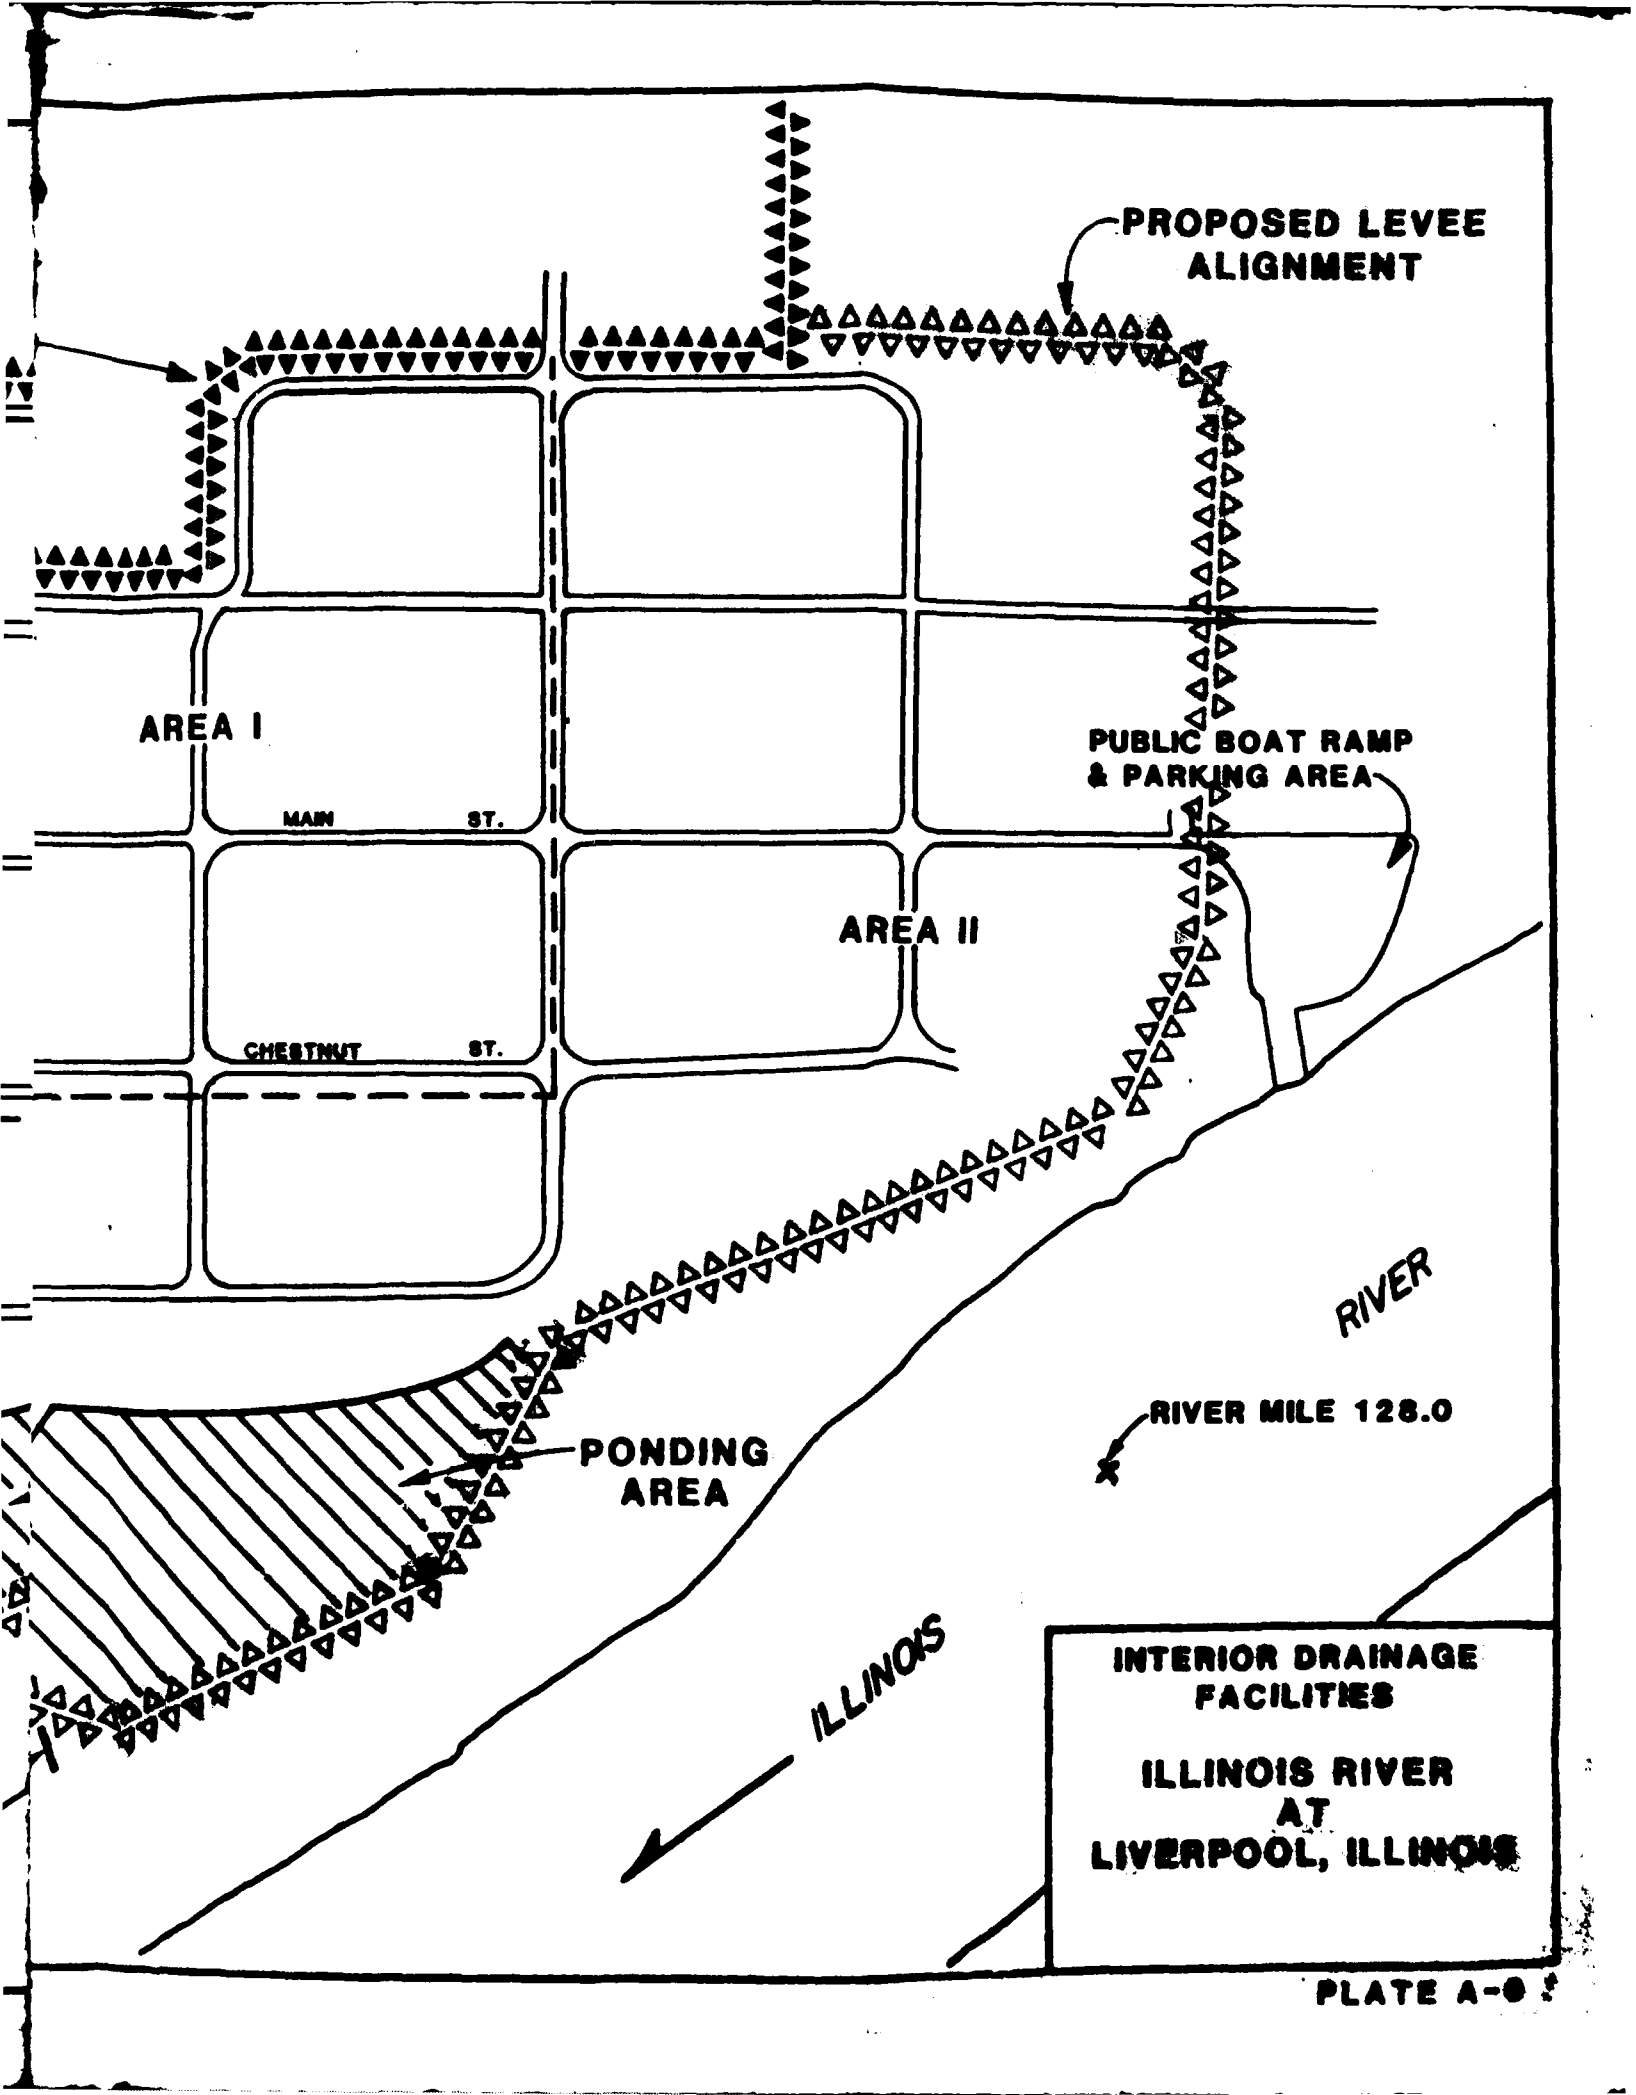 PROPOSED LEVEE
ALIGNMENT
AREA I
PUBLIC BOAT RAMP
& PARKING AREA
MAIN ST.
AREA II
CHESTNUT ST.
RIVER
RIVER MILE 128.0
PONDING
AREA
ILLINOIS
INTERIOR DRAINAGE
FACILITIES
ILLINOIS RIVER
AT
LIVERPOOL, ILLINOIS
PLATE